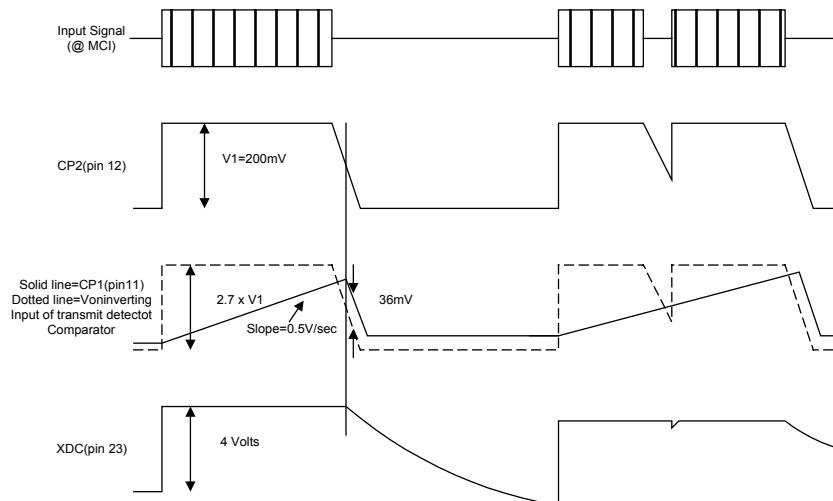 Input Signal
(@ MCI)
CP2(pin 12)
V1=200mV
Solid line=CP1(pin11)
Dotted line=Voninverting
Input of transmit detectot
Comparator
2.7 x V1
Slope=0.5V/sec
36mV
XDC(pin 23)
4 Volts